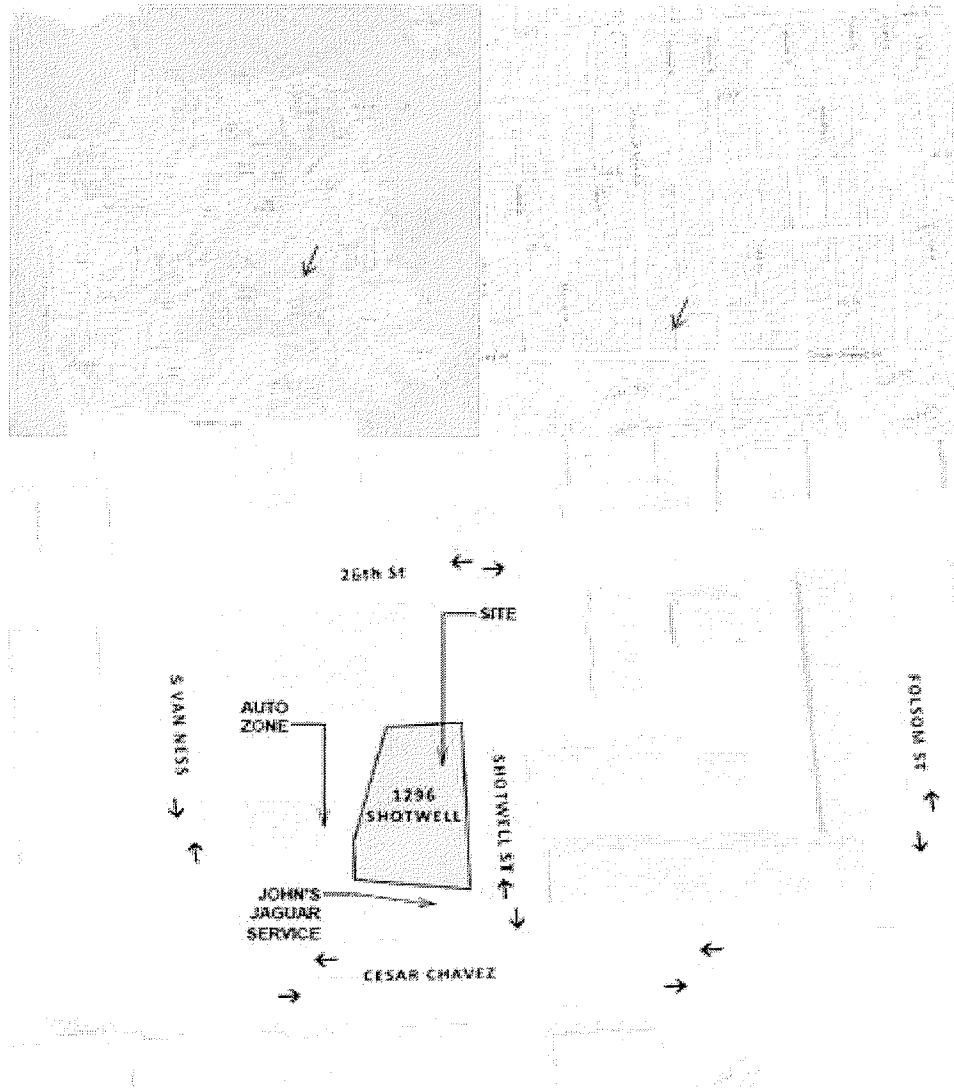 26th St
SITE
S VAN NESS
AUTO
ZONE
FOLSOM ST
SHOTWELL ST
1296
SHOTWELL
JOHN'S
JAGUAR
SERVICE
CESAR CHAVEZ